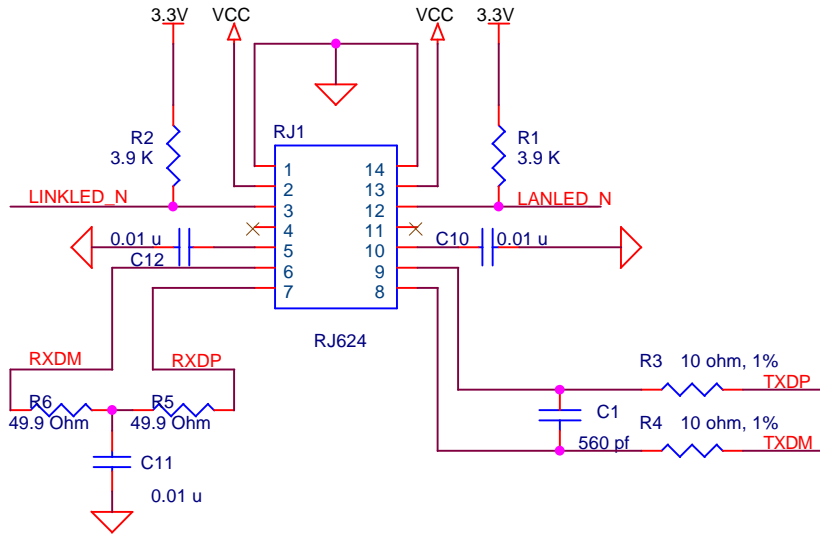 3.3V VCC VCC 3.3V
R2
3.9 K
RJ1
R1
3.9 K
1 14
2 13
LINKLED_N 3 12 LANLED_N
4 11
0.01 u 5 10 C10 0.01 u
C12
6 9
7 8
RJ624
RXDM RXDP
R3 10 ohm, 1%
TXDP
R6 R5
49.9 Ohm 49.9 Ohm
C1
R4 10 ohm, 1%
560 pf TXDM
C11
0.01 u